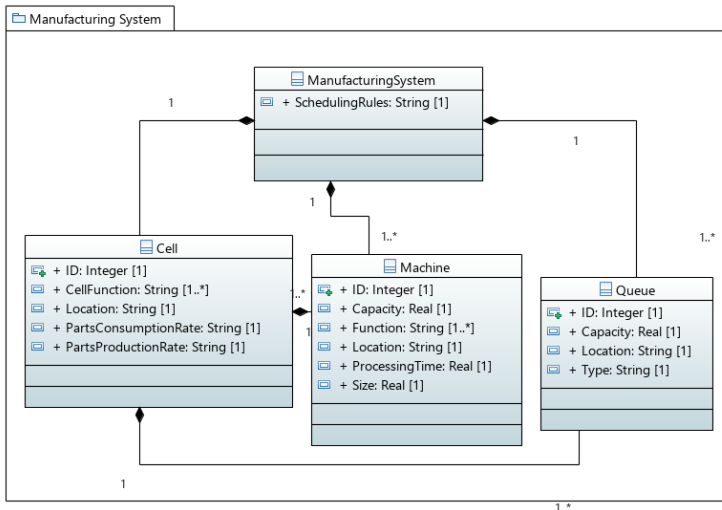 Manufacturing System
ManufacturingSystem
+ SchedulingRules: String [1]
1
1
1
1..*
1..*
Cell
+ ID: Integer [1]
+ CellFunction: String [1..*]
+ Location: String [1]
+ PartsConsumptionRate: String [1]
+ PartsProductionRate: String [1]
1..*
1
Machine
+ ID: Integer [1]
+ Capacity: Real [1]
+ Function: String [1..*]
+ Location: String [1]
+ ProcessingTime: Real [1]
+ Size: Real [1]
Queue
+ ID: Integer [1]
+ Capacity: Real [1]
+ Location: String [1]
+ Type: String [1]
1
1..*